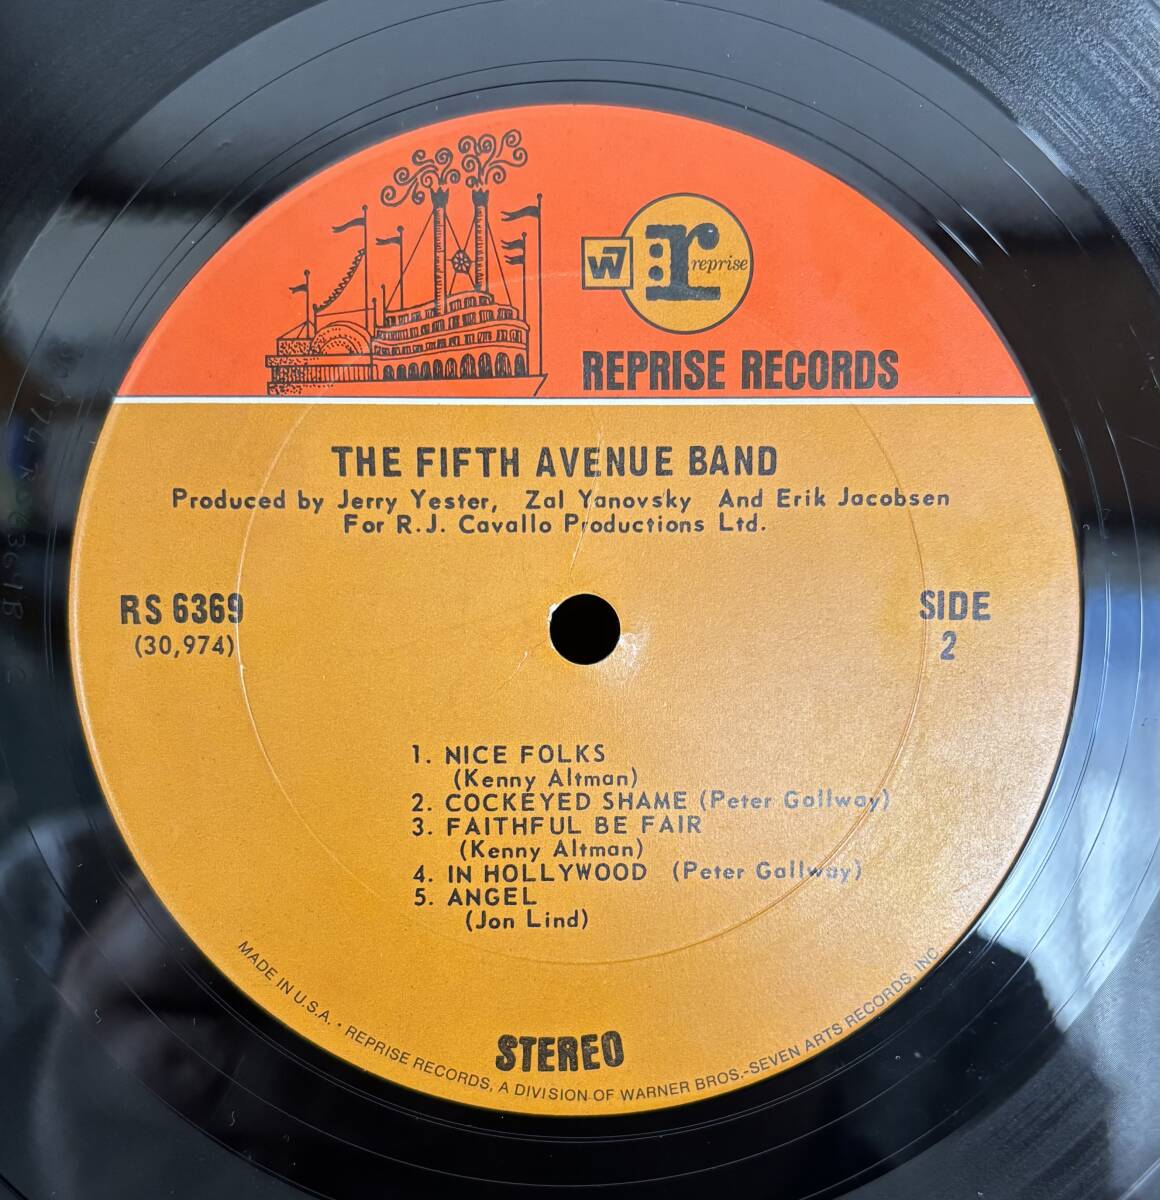 W7 r reprise
REPRISE RECORDS
THE FIFTH AVENUE BAND
Produced by Jerry Yester, Zal Yanovsky And Erik Jacobsen
For R.J. Cavallo Productions Ltd.
RS 6369
(30,974)
SIDE
2
1. NICE FOLKS
(Kenny Altman)
2. COCKEYED SHAME (Peter Gallway)
3. FAITHFUL BE FAIR
(Kenny Altman)
4. IN HOLLYWOOD (Peter Gallway)
5. ANGEL
(Jon Lind)
STEREO
MADE IN U.S.A. • REPRISE RECORDS, A DIVISION OF WARNER BROS.-SEVEN ARTS RECORDS, INC.